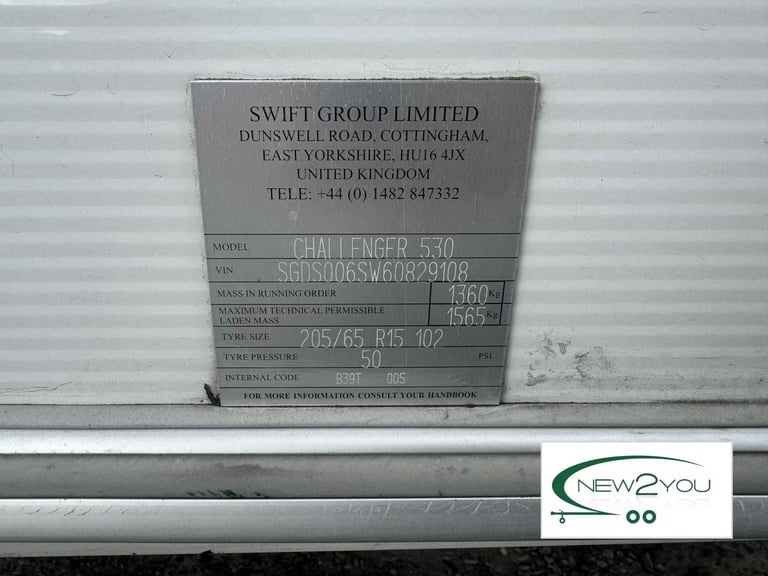 SWIFT GROUP LIMITED
DUNSWELL ROAD, COTTINGHAM,
EAST YORKSHIRE, HU16 4JX
UNITED KINGDOM
TELE: +44 (0) 1482 847332
MODEL CHALLENGER 530
VIN SGDS006SW60829108
MASS IN RUNNING ORDER 1360 Kg
MAXIMUM TECHNICAL PERMISSIBLE
LADEN MASS 1565 Kg
TYRE SIZE 205/65 R15 102
TYRE PRESSURE 50 PSI
INTERNAL CODE B39T 005
FOR MORE INFORMATION CONSULT YOUR HANDBOOK
NEW2YOU